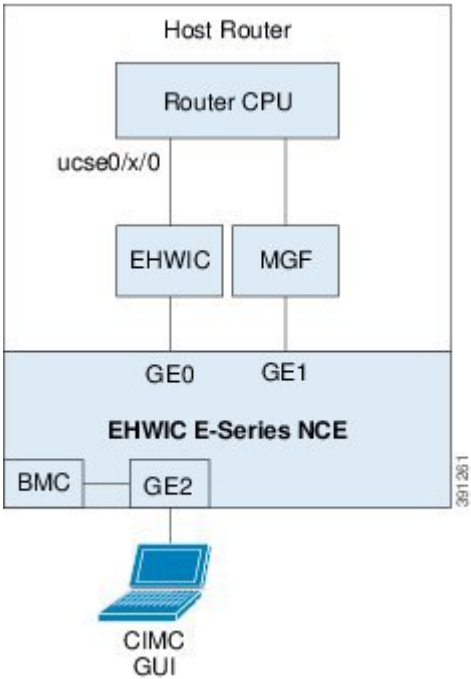 Host Router
Router CPU
ucse0/x/0
EHWIC
MGF
GE0
GE1
EHWIC E-Series NCE
BMC
GE2
391261
CIMC
GUI